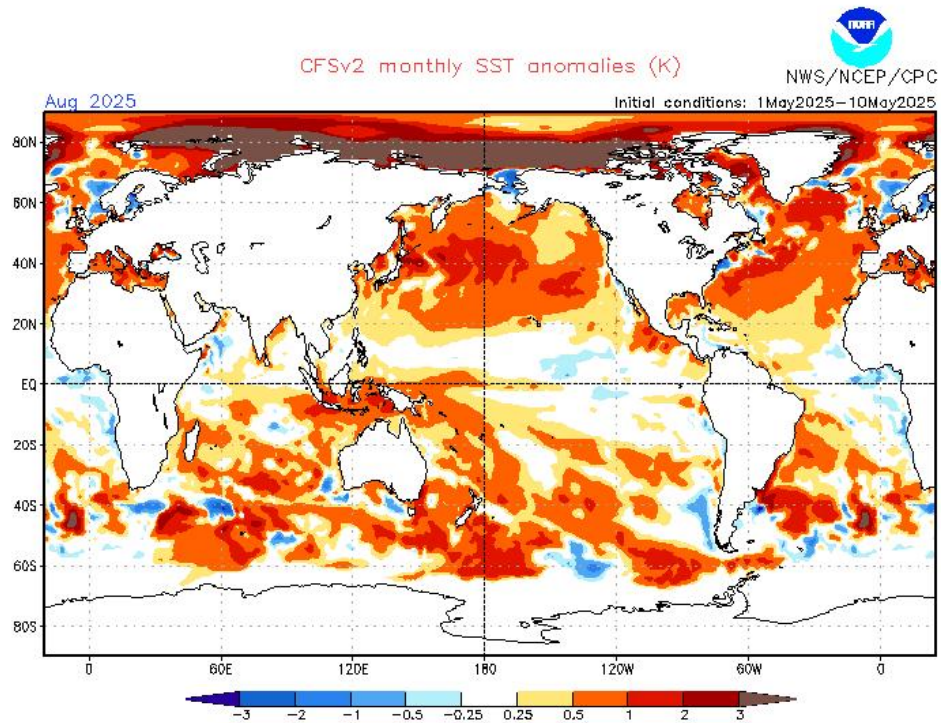 NOAA
CFSv2 monthly SST anomalies (K)
NWS/NCEP/CPC
Aug 2025
Initial conditions: 1May2025-10May2025
80N
60N
40N
20N
EQ
20S
40S
60S
80S
0 60E 120E 180 120W 60W 0
-3 -2 -1 -0.5 -0.25 0.25 0.5 1 2 3